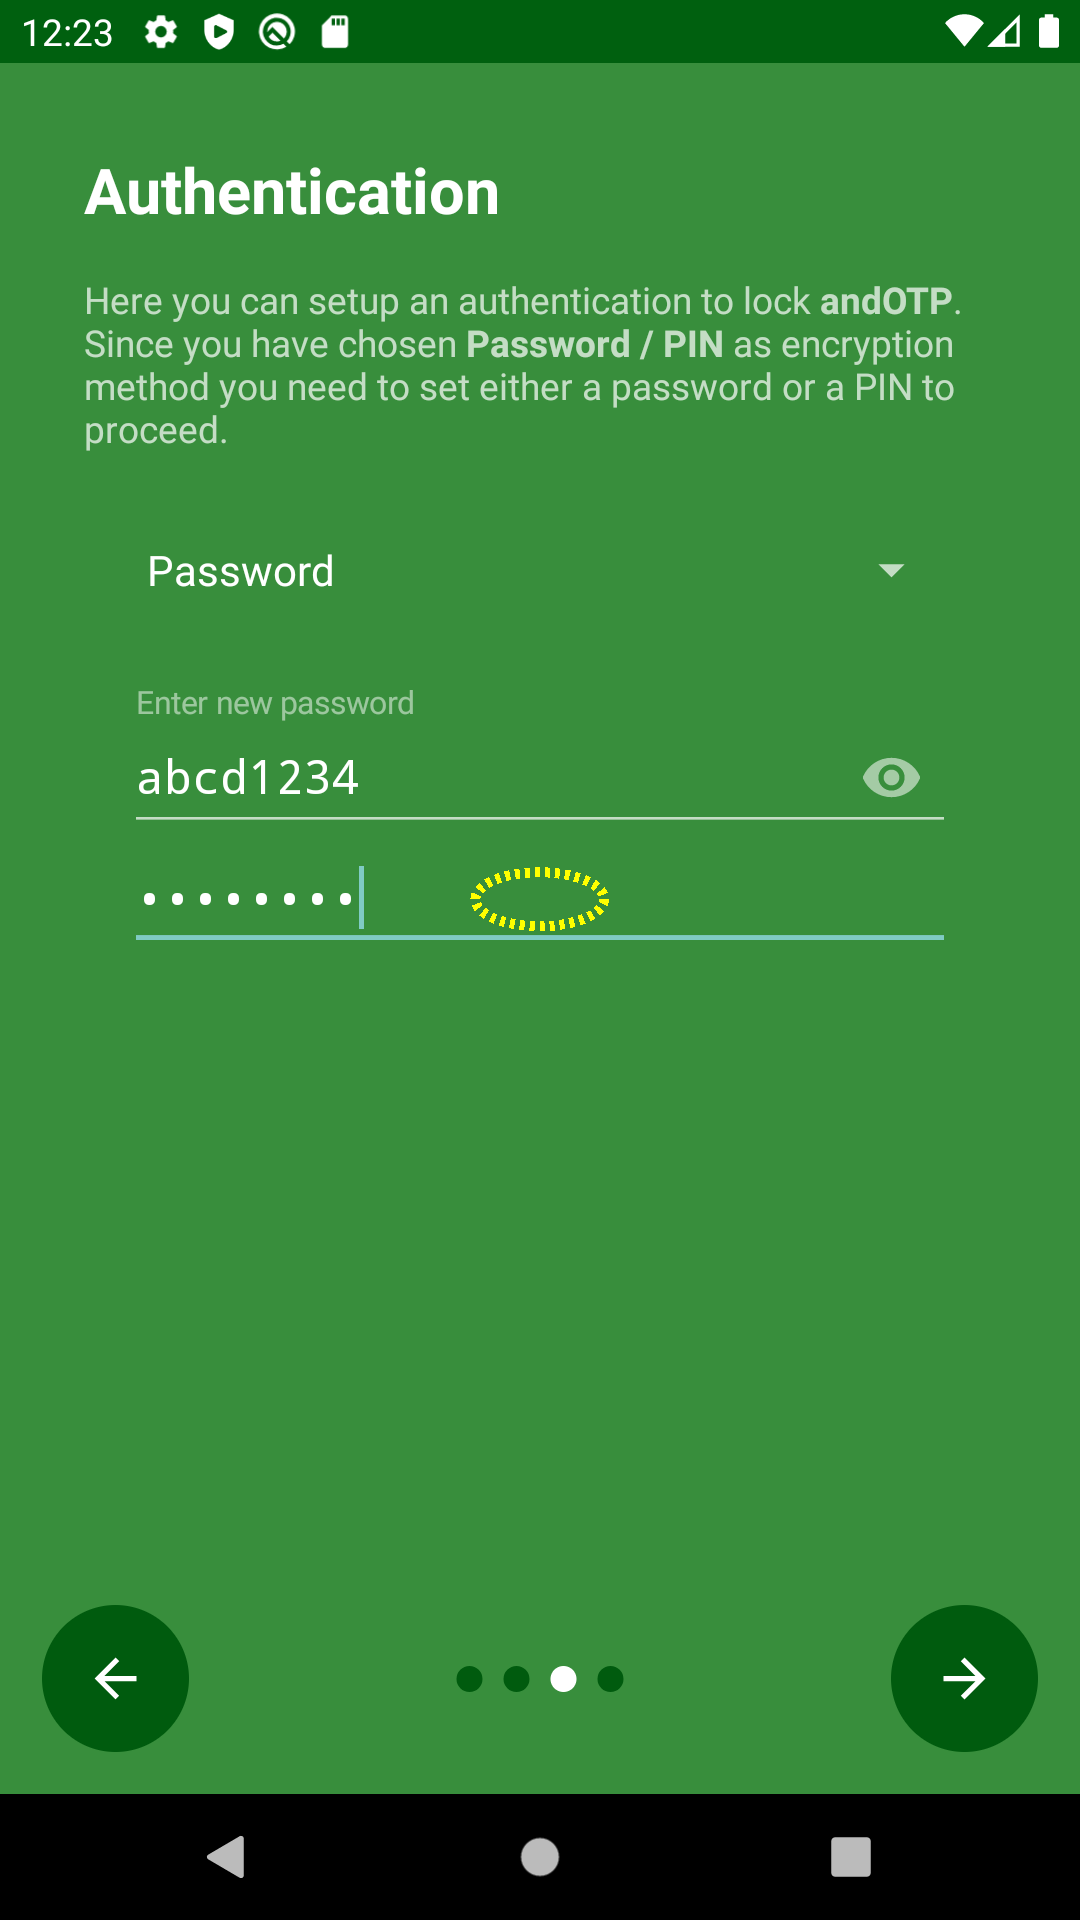 12:23
Authentication
Here you can setup an authentication to lock andOTP.
Since you have chosen Password / PIN as encryption
method you need to set either a password or a PIN to
proceed.
Password
Enter new password
abcd1234
••••••••